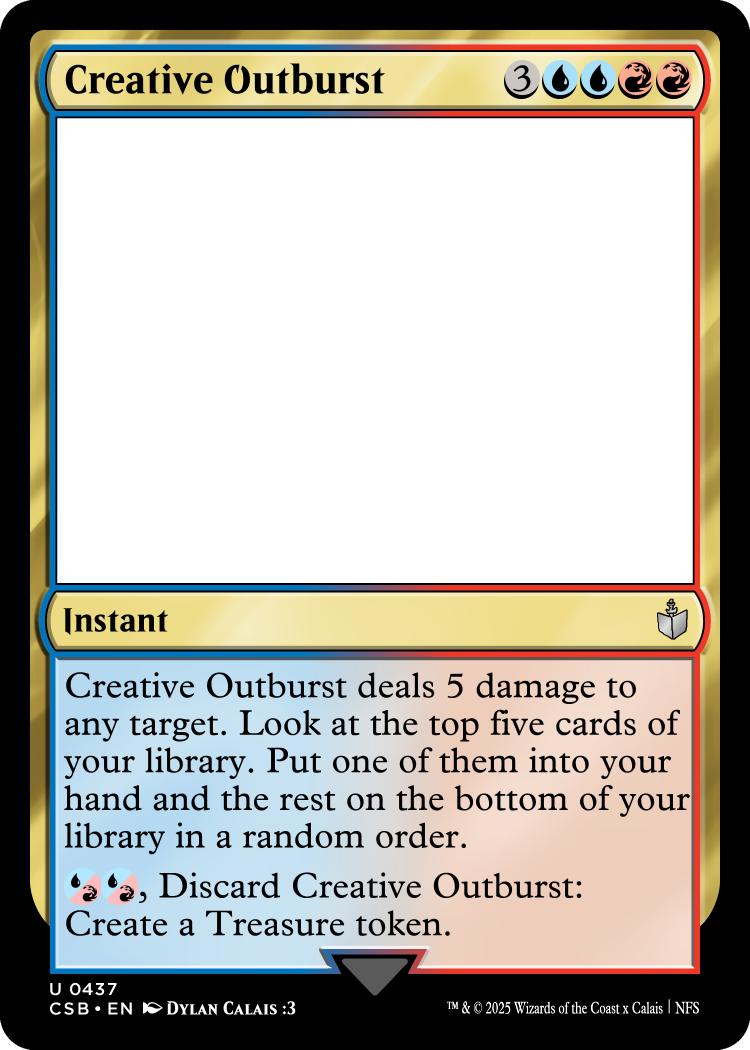 Creative Outburst 3
Instant
Creative Outburst deals 5 damage to
any target. Look at the top five cards of
your library. Put one of them into your
hand and the rest on the bottom of your
library in a random order.
, Discard Creative Outburst:
Create a Treasure token.
U 0437
CSB • EN Dylan Calais :3
™ & © 2025 Wizards of the Coast x Calais | NFS